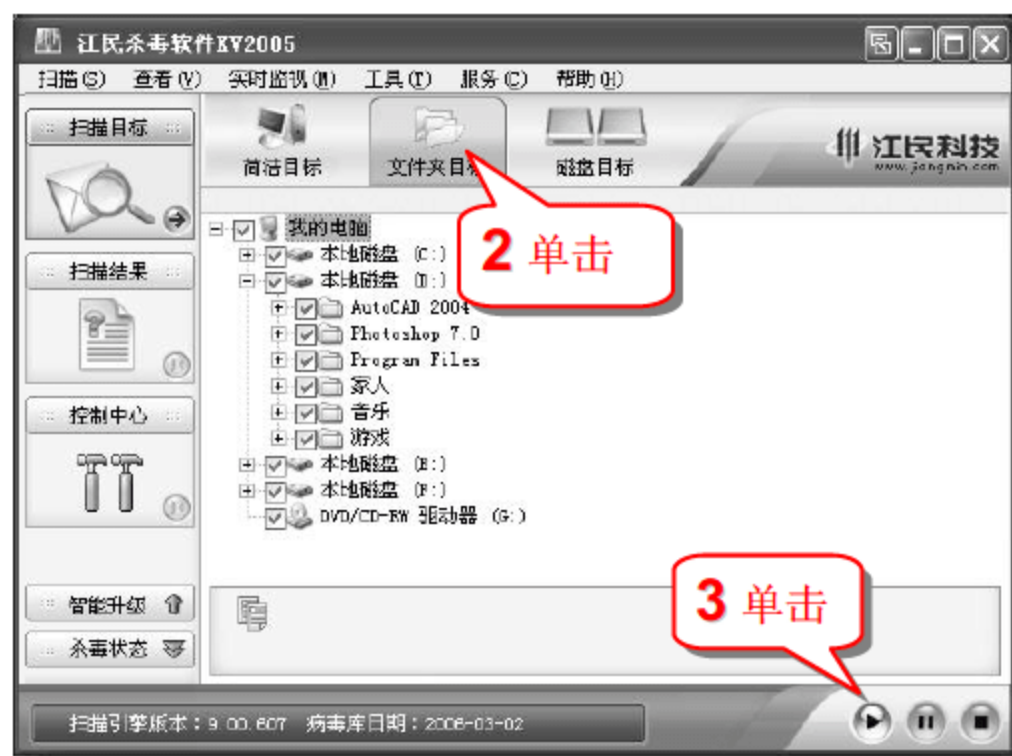 江民杀毒软件KV2005
扫描(S) 查看(V) 实时监视(M) 工具(T) 服务(C) 帮助(H)
扫描目标
扫描结果
控制中心
智能升级
杀毒状态
简洁目标 文件夹目标 磁盘目标
江民科技
www.jiangmin.com
我的电脑
本地磁盘 (C:)
本地磁盘 (D:)
AutoCAD 2004
Photoshop 7.0
Program Files
家人
音乐
游戏
本地磁盘 (E:)
本地磁盘 (F:)
DVD/CD-RW 驱动器 (G:)
2 单击
3 单击
扫描引擎版本：9.00.607 病毒库日期：2006-03-02